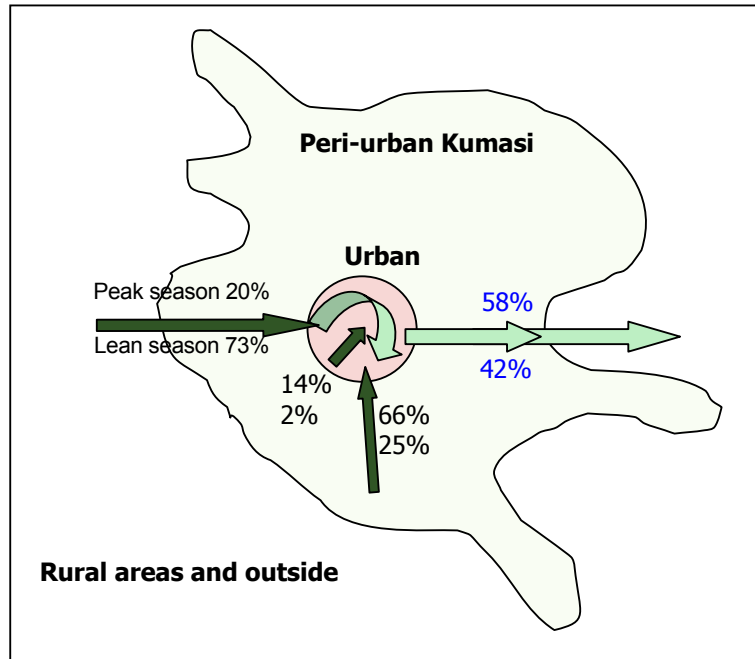 Peri-urban Kumasi
Urban
Peak season 20%
Lean season 73%
58%
42%
14%
2%
66%
25%
Rural areas and outside